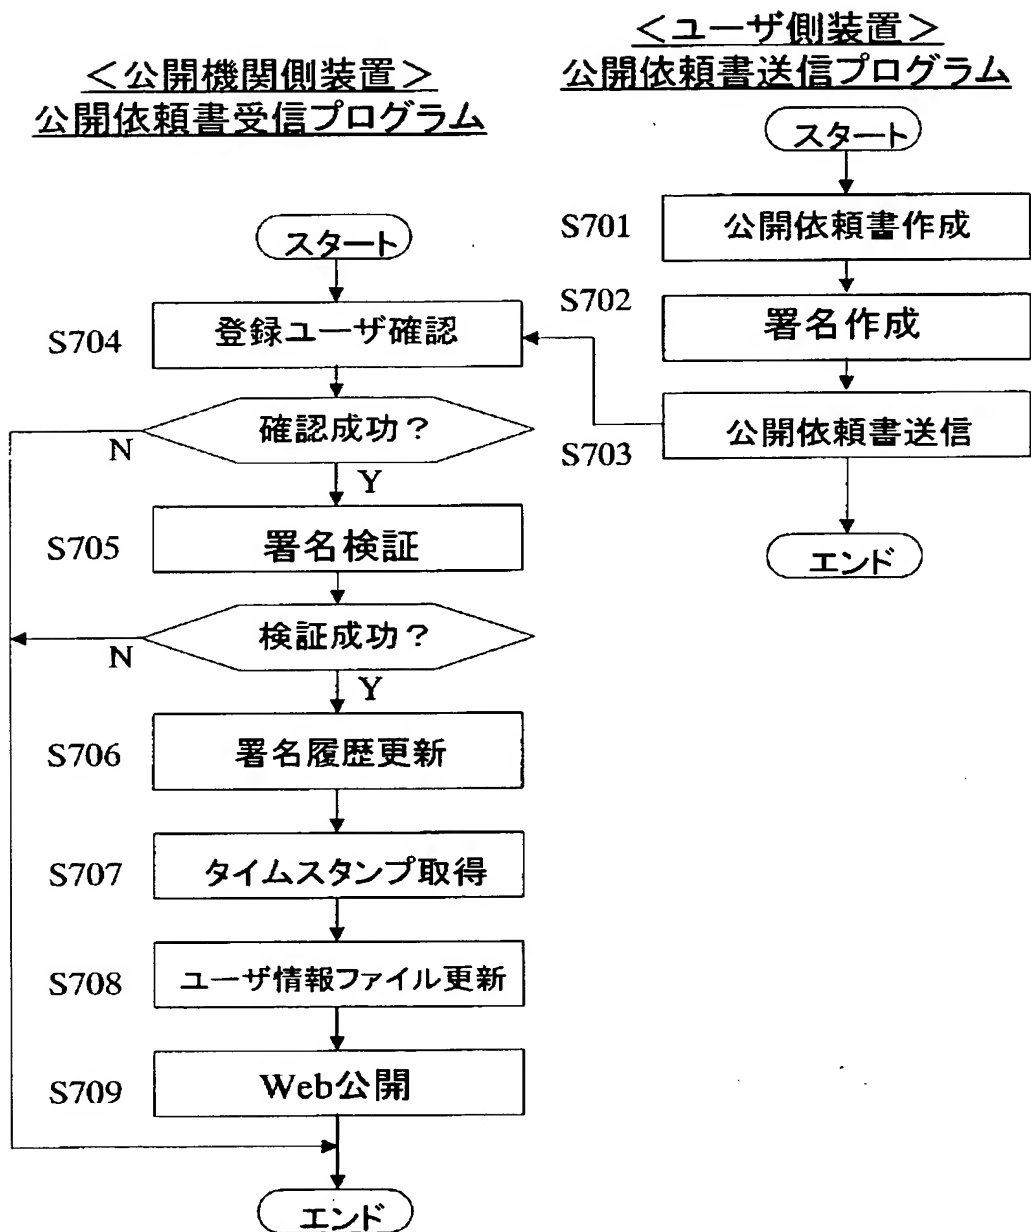 <公開機関側装置>
公開依頼書受信プログラム
スタート
S704
登録ユーザ確認
確認成功?
N
Y
S705
署名検証
検証成功?
N
Y
S706
署名履歴更新
S707
タイムスタンプ取得
S708
ユーザ情報ファイル更新
S709
Web公開
エンド
<ユーザ側装置>
公開依頼書送信プログラム
スタート
S701
公開依頼書作成
S702
署名作成
S703
公開依頼書送信
エンド